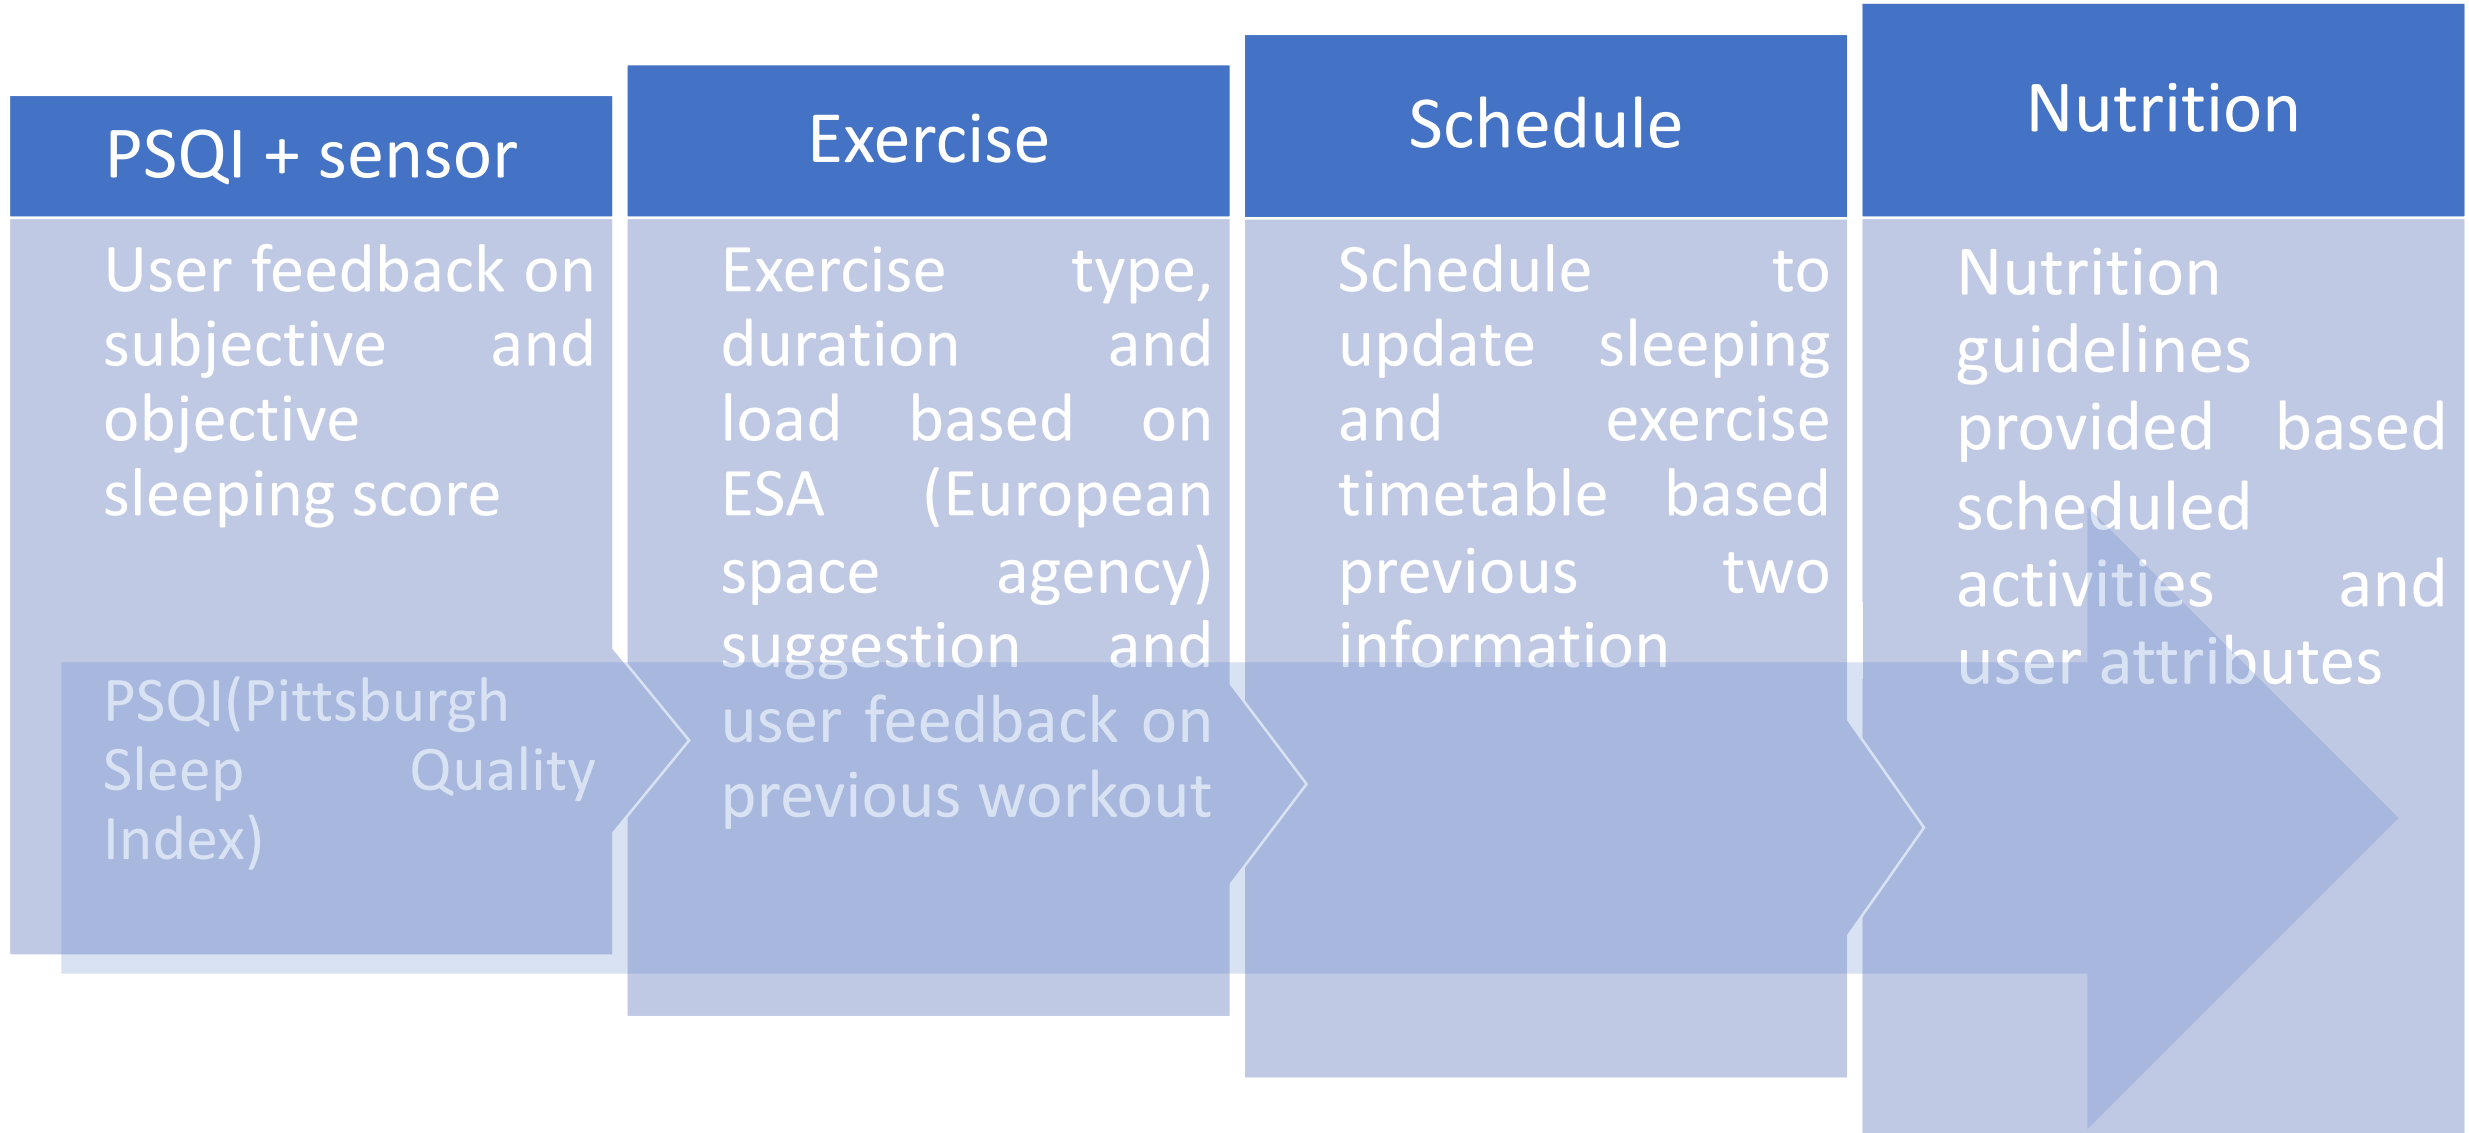 PSQI + sensor
User feedback on
subjective and
objective
sleeping score
PSQI(Pittsburgh
Sleep Quality
Index)
Exercise
Exercise type,
duration and
load based on
ESA (European
space agency)
suggestion and
user feedback on
previous workout
Schedule
Schedule to
update sleeping
and exercise
timetable based
previous two
information
Nutrition
Nutrition
guidelines
provided based
scheduled
activities and
user attributes